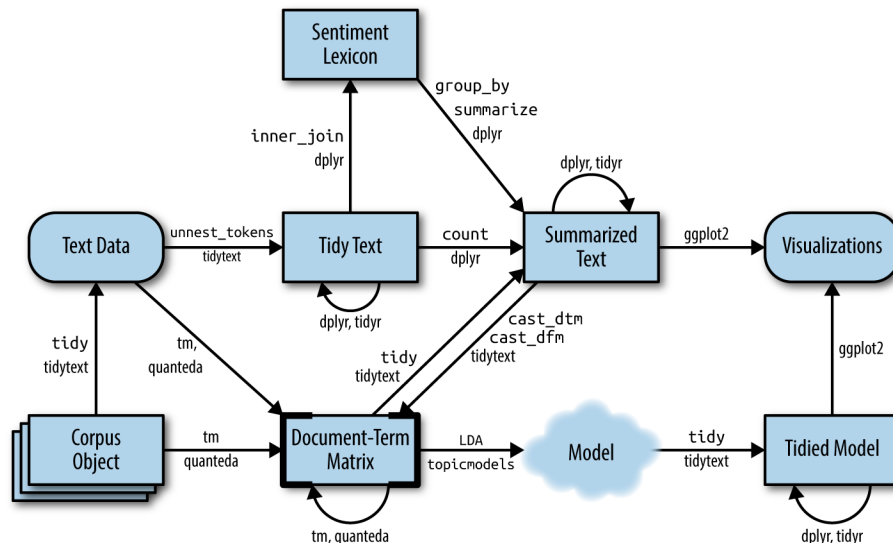 Sentiment
Lexicon
group_by
summarize
dplyr
inner_join
dplyr
dplyr, tidyr
Text Data
unnest_tokens
tidytext
Tidy Text
count
dplyr
Summarized
Text
ggplot2
Visualizations
dplyr, tidyr
tidy
tidytext
tm,
quanteda
tidy
tidytext
cast_dtm
cast_dfm
tidytext
ggplot2
Corpus
Object
tm
quanteda
Document-Term
Matrix
LDA
topicmodels
Model
tidy
tidytext
Tidied Model
tm, quanteda
dplyr, tidyr